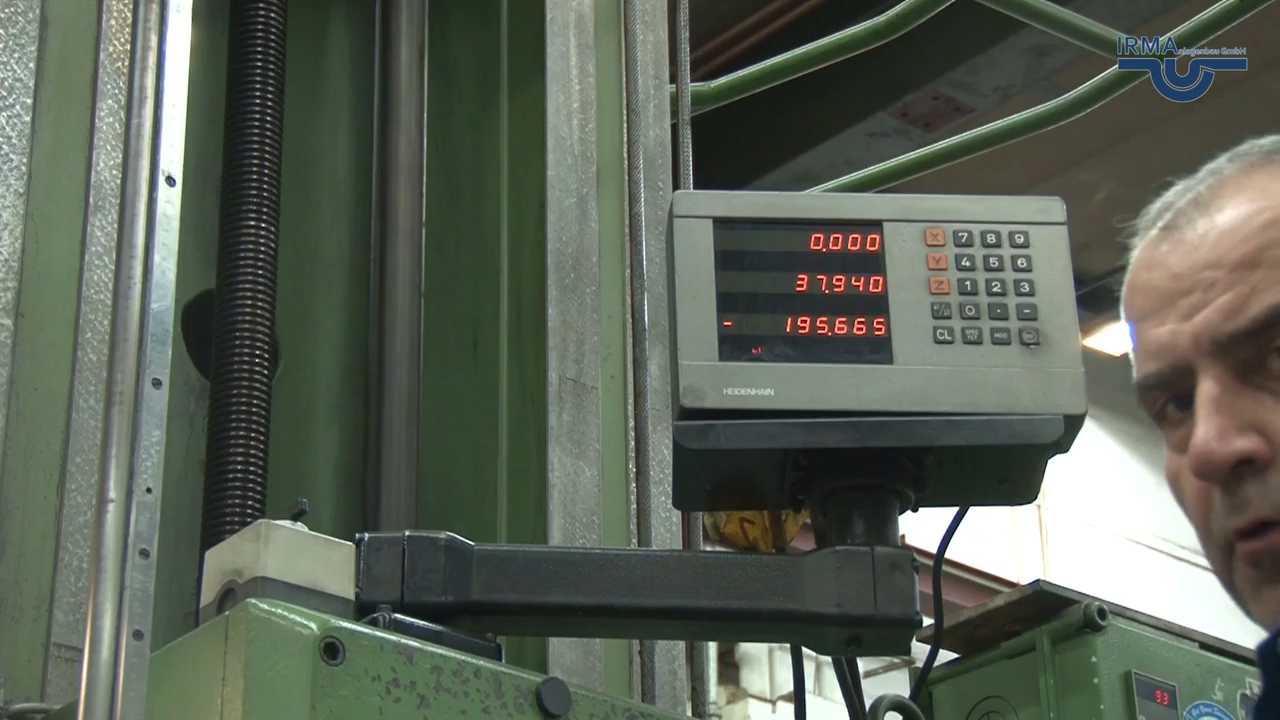 IRMA
Anlagenbau GmbH
0.000
37.940
- 195.665
X 7 8 9
Y 4 5 6
Z 1 2 3
0 . -
CL MOD
HEIDENHAIN
93